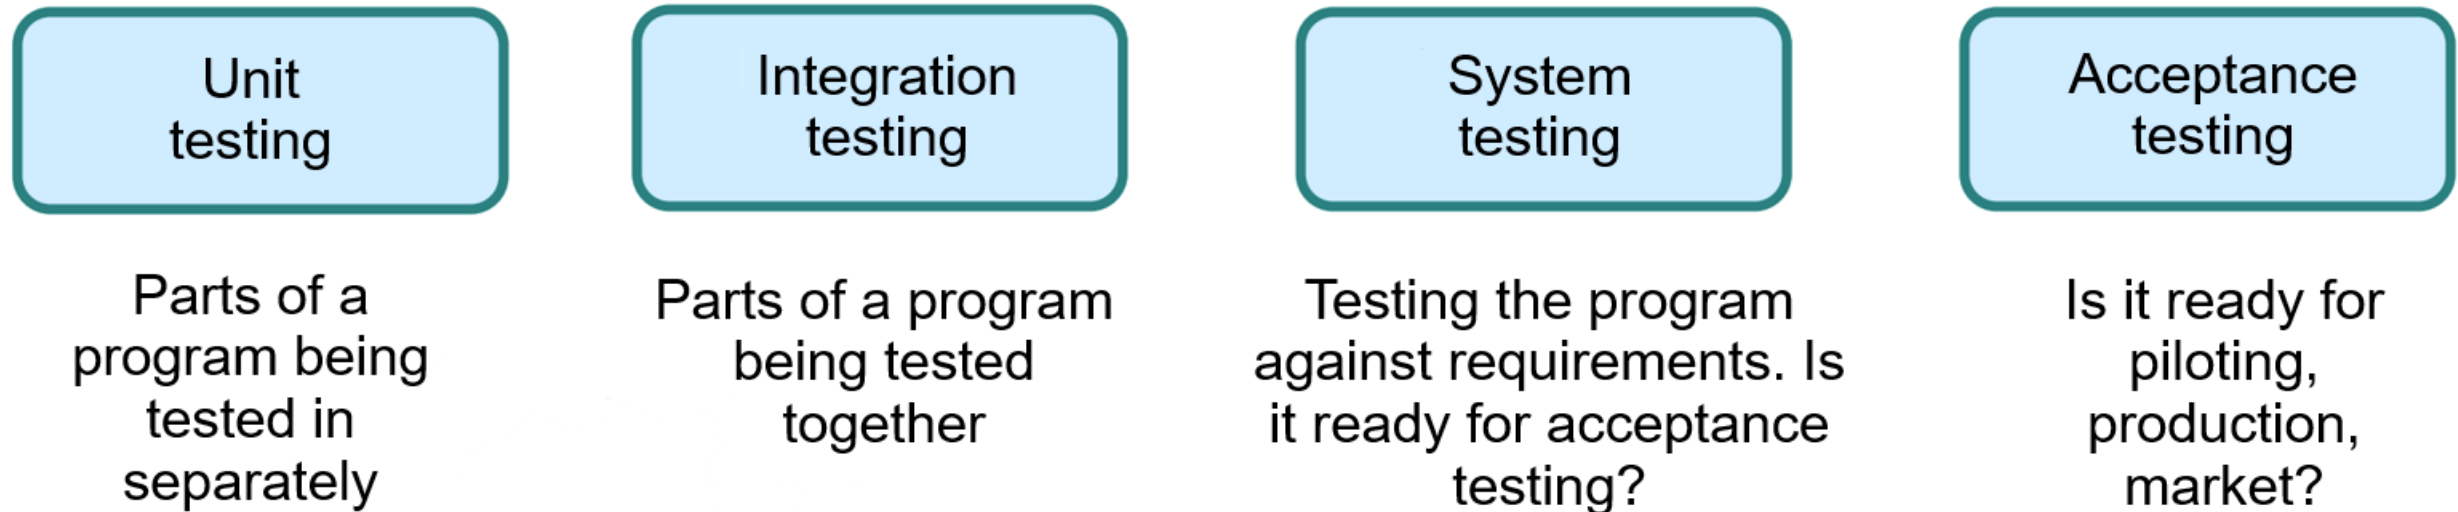 Unit
testing
Parts of a
program being
tested in
separately
Integration
testing
Parts of a program
being tested
together
System
testing
Testing the program
against requirements. Is
it ready for acceptance
testing?
Acceptance
testing
Is it ready for
piloting,
production,
market?